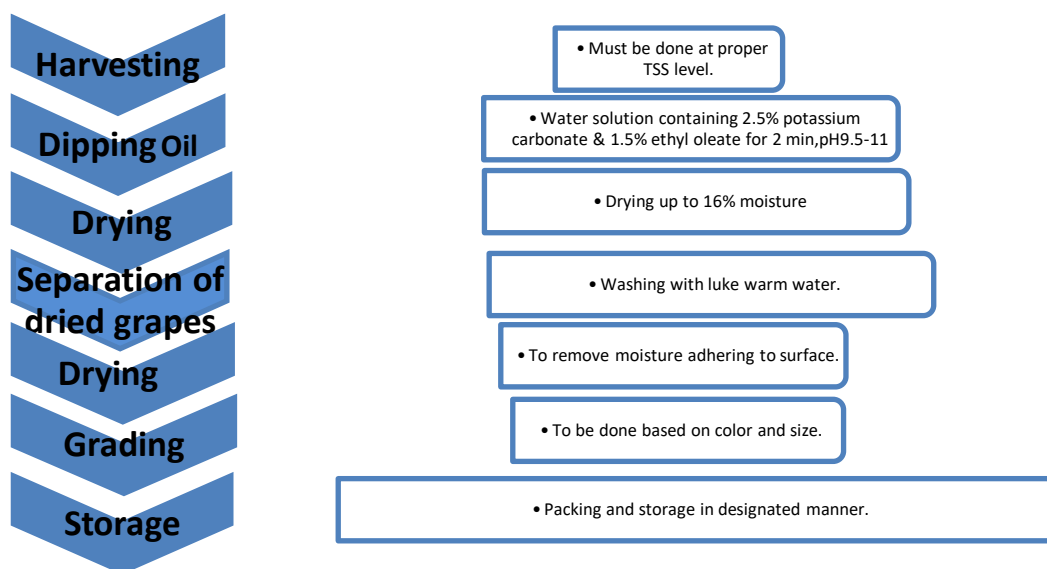 Harvesting
• Must be done at proper
TSS level.
Dipping Oil
• Water solution containing 2.5% potassium
carbonate & 1.5% ethyl oleate for 2 min,pH9.5-11
Drying
• Drying up to 16% moisture
Separation of
dried grapes
• Washing with luke warm water.
Drying
• To remove moisture adhering to surface.
Grading
• To be done based on color and size.
Storage
• Packing and storage in designated manner.